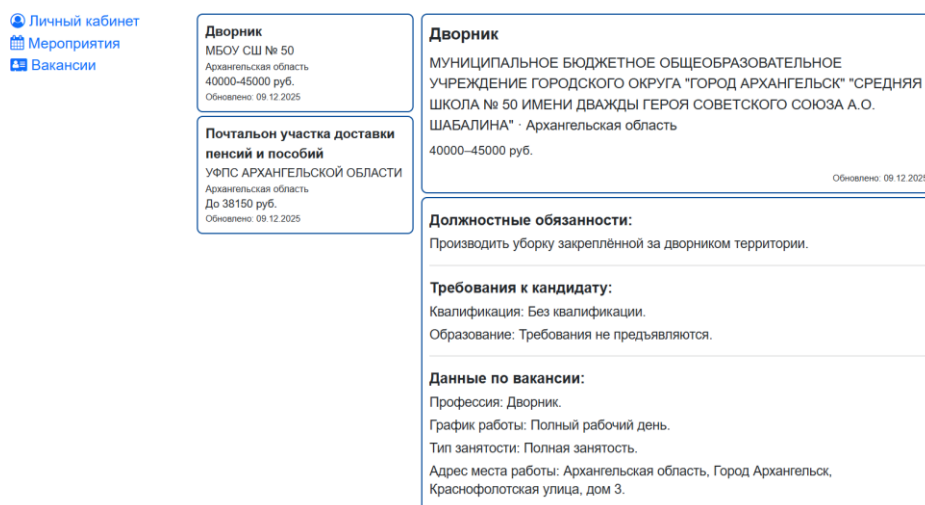 Личный кабинет
Мероприятия
Вакансии
Дворник
МБОУ СШ № 50
Архангельская область
40000-45000 руб.
Обновлено: 09.12.2025
Почтальон участка доставки
пенсий и пособий
УФПС АРХАНГЕЛЬСКОЙ ОБЛАСТИ
Архангельская область
До 38150 руб.
Обновлено: 09.12.2025
Дворник
МУНИЦИПАЛЬНОЕ БЮДЖЕТНОЕ ОБЩЕОБРАЗОВАТЕЛЬНОЕ
УЧРЕЖДЕНИЕ ГОРОДСКОГО ОКРУГА "ГОРОД АРХАНГЕЛЬСК" "СРЕДНЯЯ
ШКОЛА № 50 ИМЕНИ ДВАЖДЫ ГЕРОЯ СОВЕТСКОГО СОЮЗА А.О.
ШАБАЛИНА" · Архангельская область
40000–45000 руб.
Обновлено: 09.12.2025
Должностные обязанности:
Производить уборку закреплённой за дворником территории.
Требования к кандидату:
Квалификация: Без квалификации.
Образование: Требования не предъявляются.
Данные по вакансии:
Профессия: Дворник.
График работы: Полный рабочий день.
Тип занятости: Полная занятость.
Адрес места работы: Архангельская область, Город Архангельск,
Краснофолотская улица, дом 3.